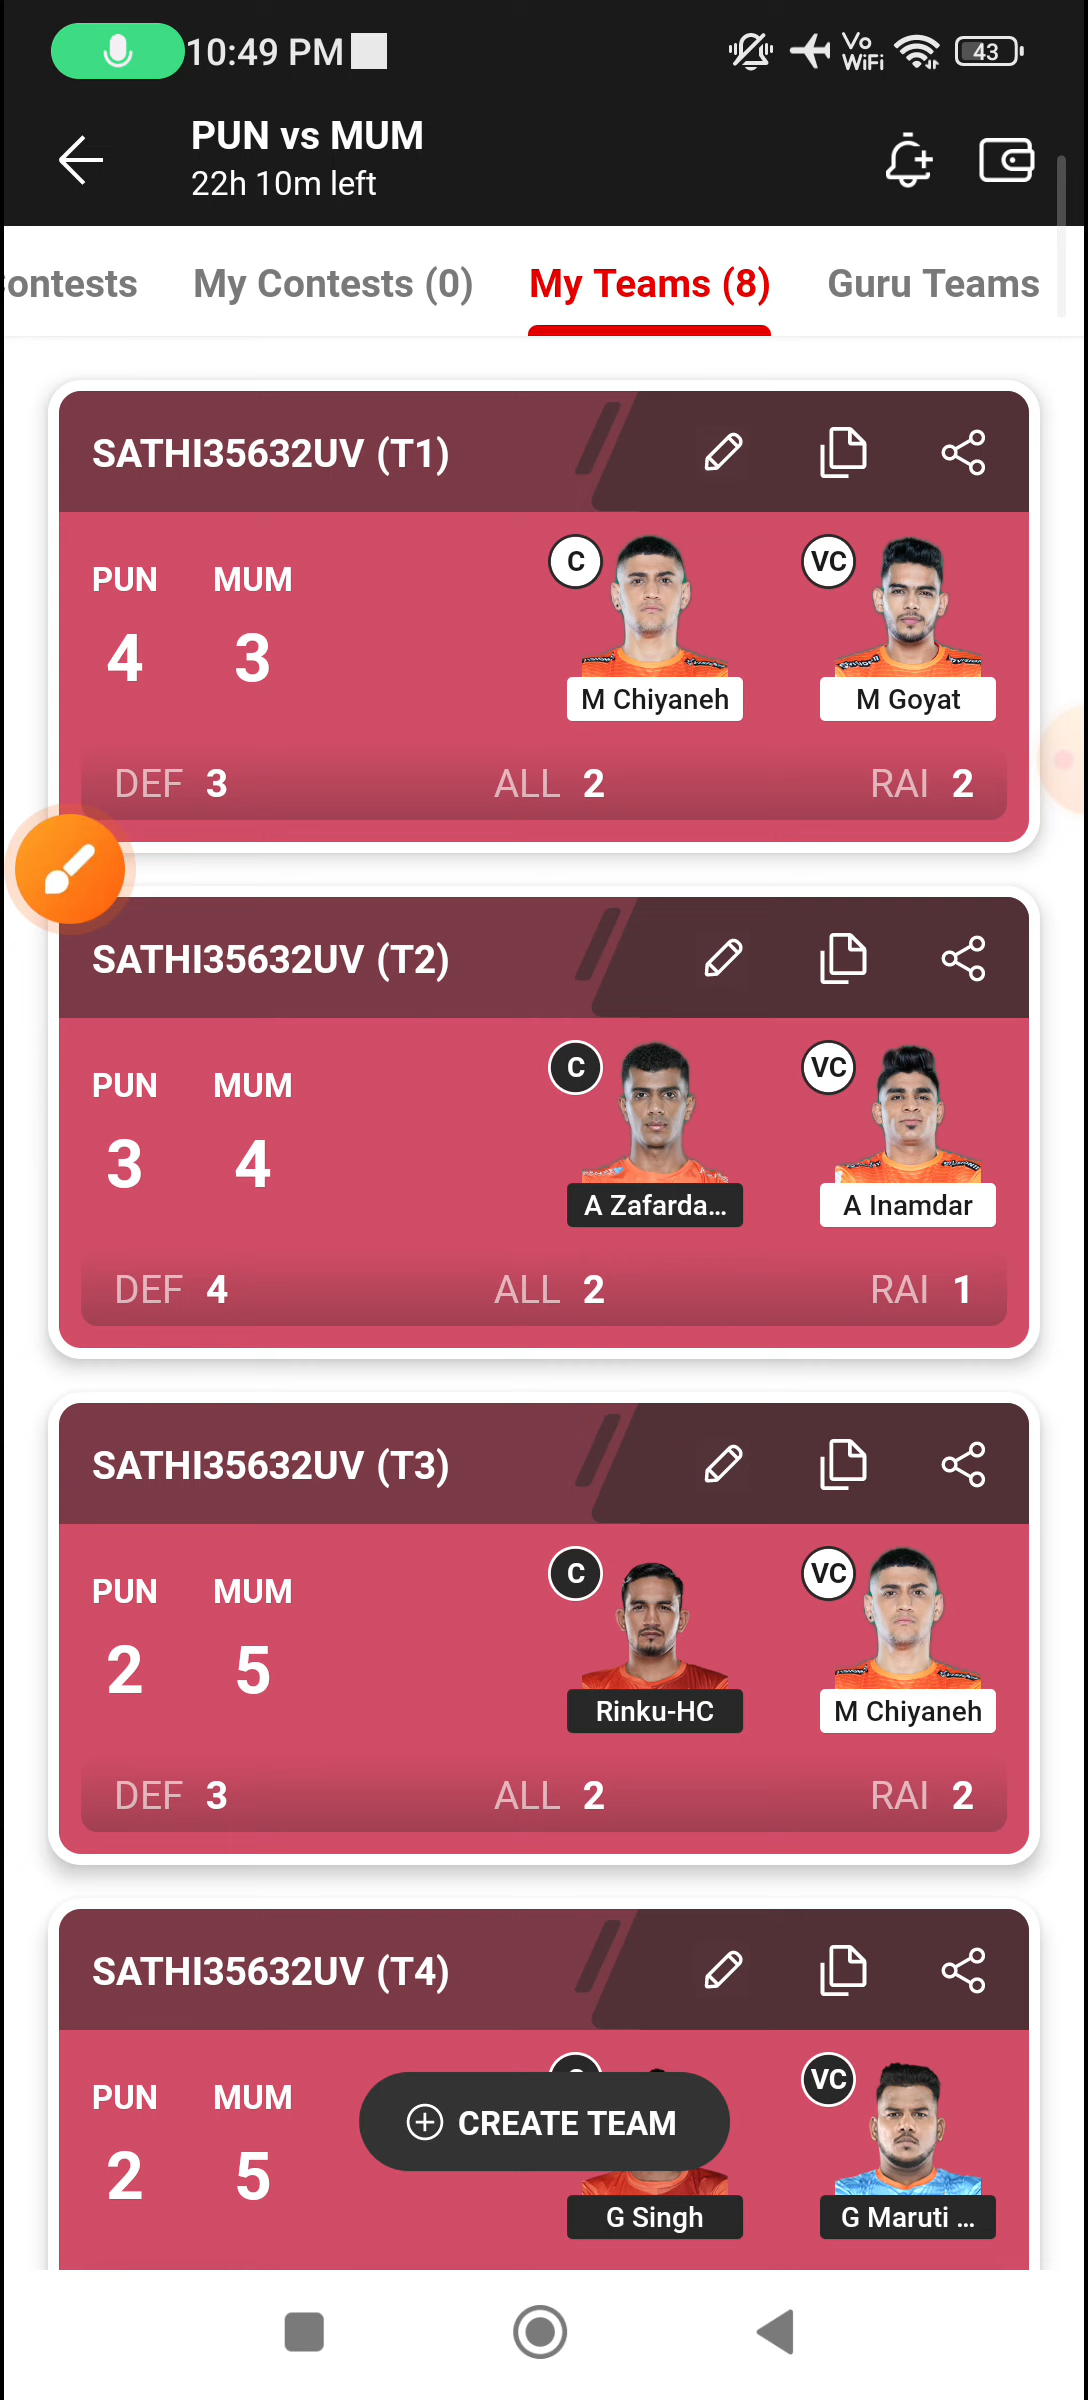 10:49 PM
Vo
WiFi
43
PUN vs MUM
22h 10m left
ontests
My Contests (0)
My Teams (8)
Guru Teams
SATHI35632UV (T1)
PUN MUM
4 3
C
VC
M Chiyaneh
M Goyat
DEF 3
ALL 2
RAI 2
SATHI35632UV (T2)
PUN MUM
3 4
C
VC
A Zafarda...
A Inamdar
DEF 4
ALL 2
RAI 1
SATHI35632UV (T3)
PUN MUM
2 5
C
VC
Rinku-HC
M Chiyaneh
DEF 3
ALL 2
RAI 2
SATHI35632UV (T4)
PUN MUM
2 5
VC
CREATE TEAM
G Singh
G Maruti ...